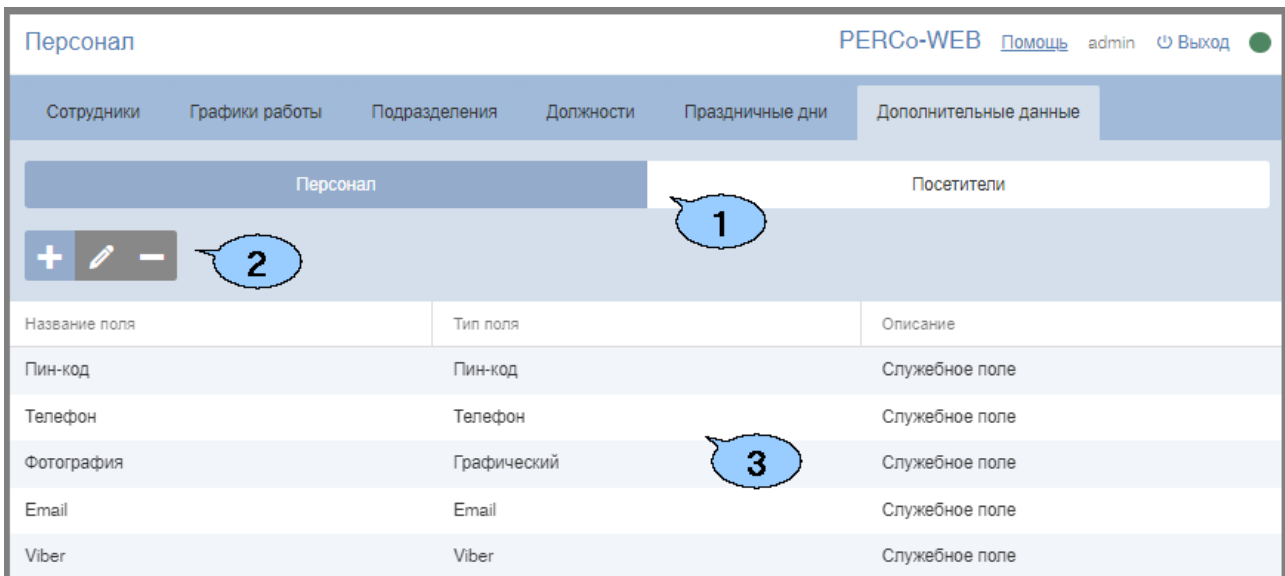 Персонал PERCo-WEB Помощь admin Выход
Сотрудники Графики работы Подразделения Должности Праздничные дни Дополнительные данные
Персонал Посетители
1
2
Название поля Тип поля Описание
Пин-код Пин-код Служебное поле
Телефон Телефон Служебное поле
Фотография Графический 3 Служебное поле
Email Email Служебное поле
Viber Viber Служебное поле